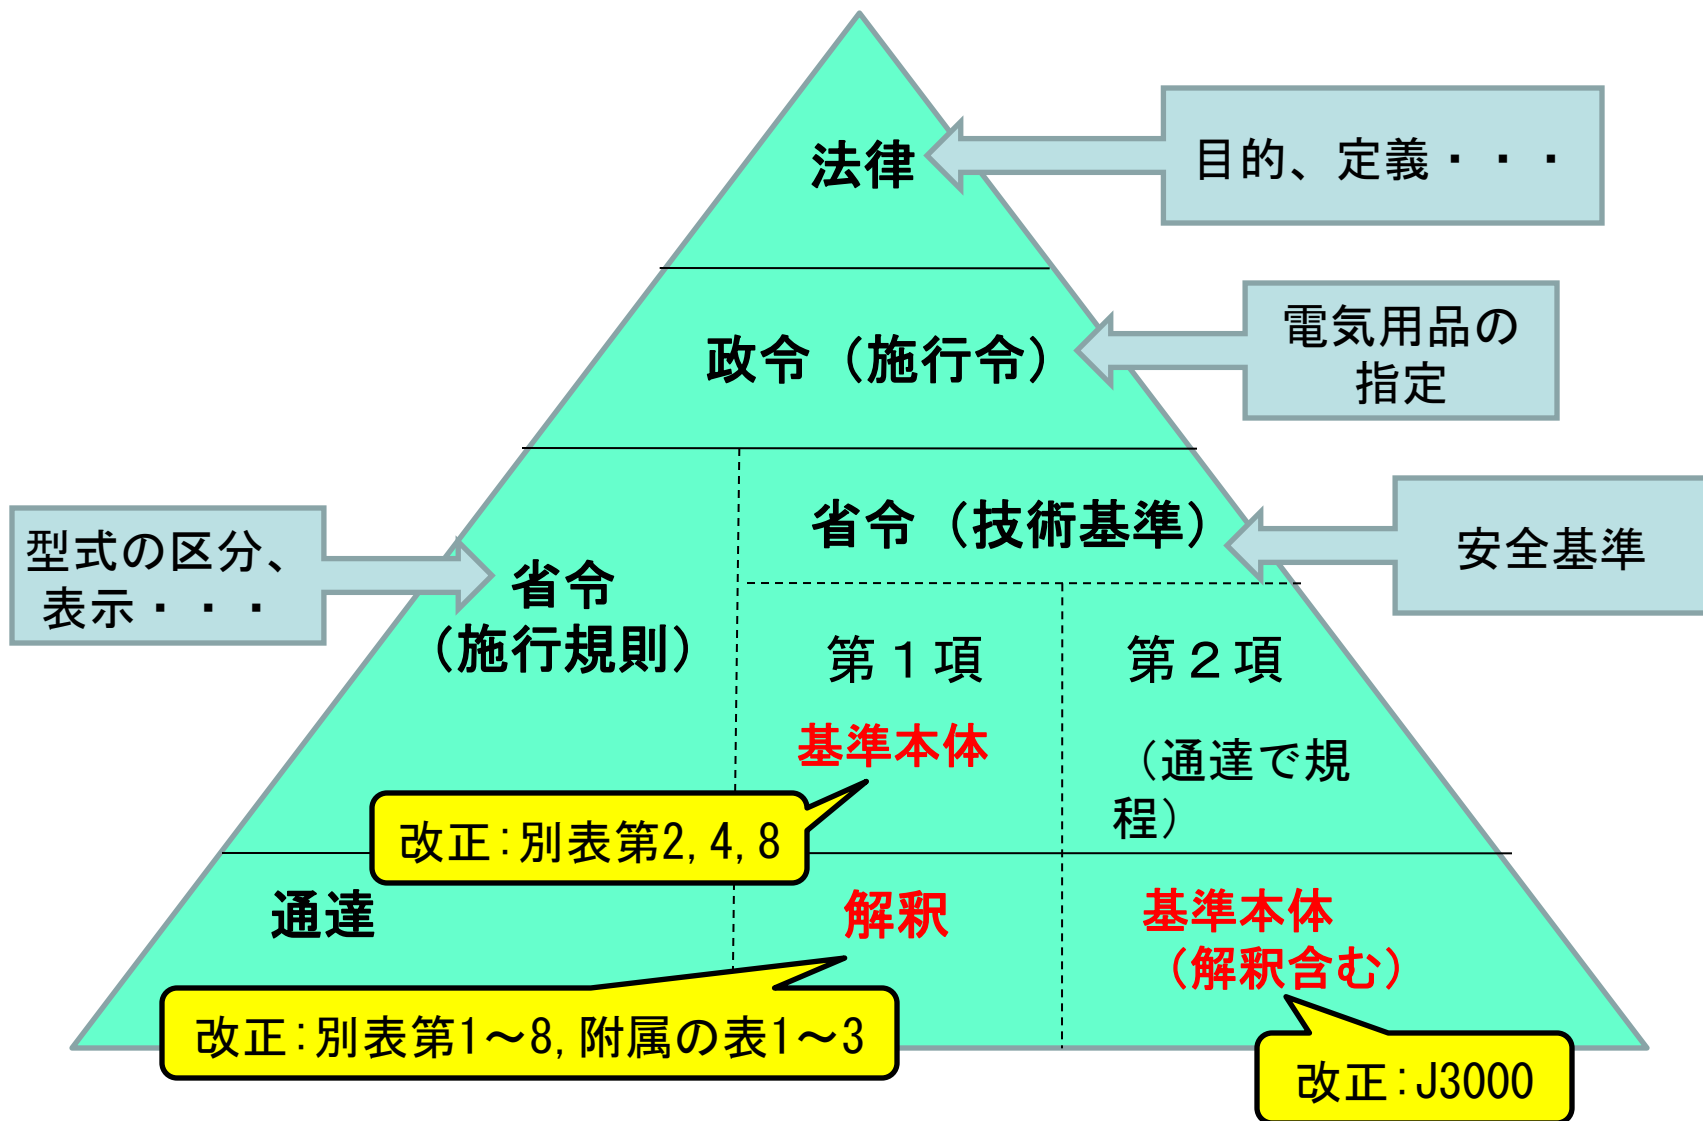 法律
目的、定義・・・
政令（施行令）
電気用品の
指定
型式の区分、
表示・・・
省令
（施行規則）
省令（技術基準）
安全基準
第１項
基準本体
第２項
（通達で規
程）
改正：別表第2,4,8
通達
解釈
基準本体
（解釈含む）
改正：別表第1～8,附属の表1～3
改正：J3000